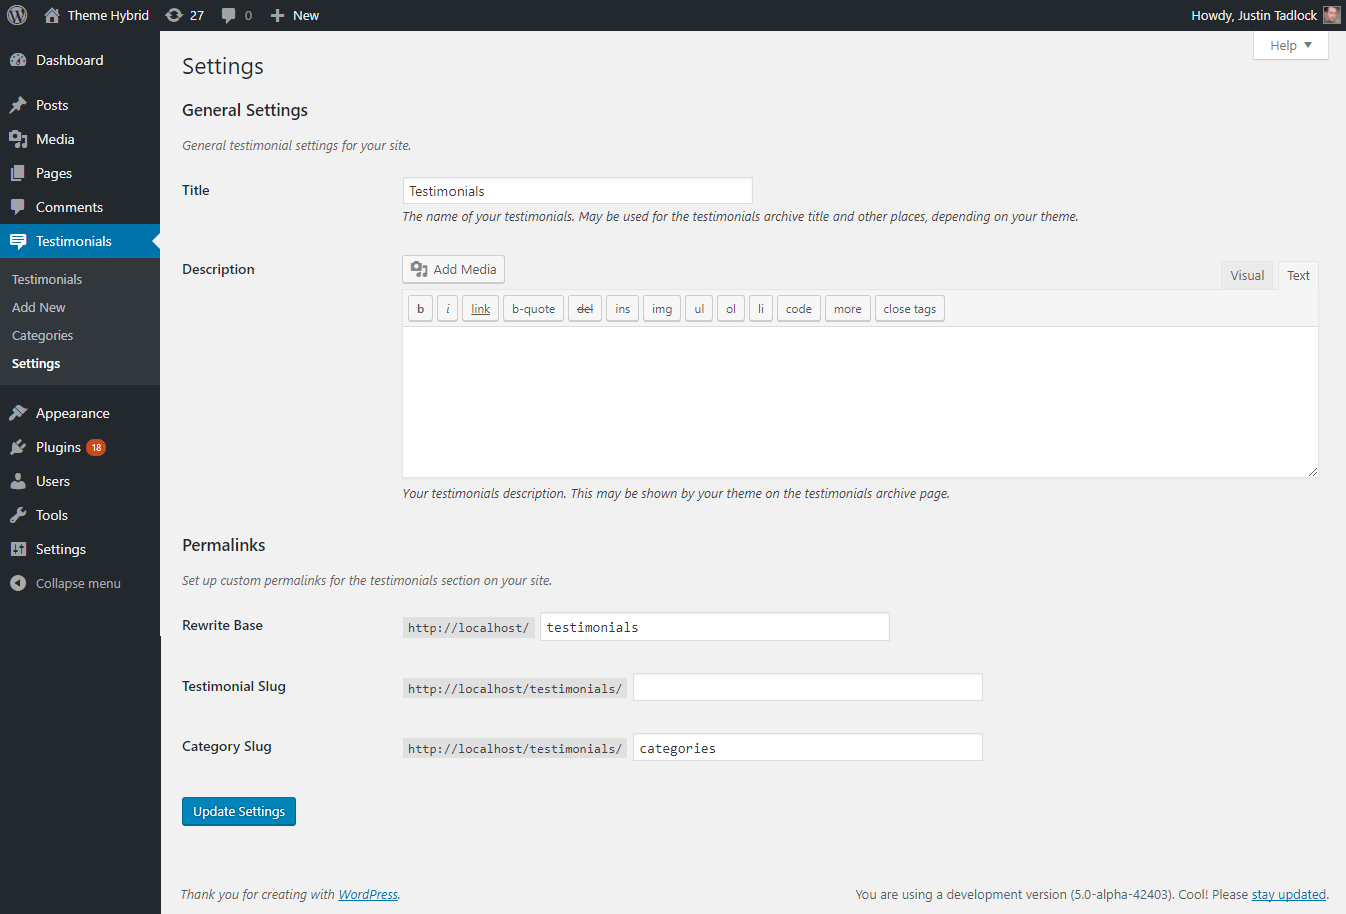 Theme Hybrid 27 0 New Howdy, Justin Tadlock
Help
Dashboard
Posts
Media
Pages
Comments
Testimonials
Testimonials
Add New
Categories
Settings
Appearance
Plugins 18
Users
Tools
Settings
Collapse menu
Settings
General Settings
General testimonial settings for your site.
Title Testimonials
The name of your testimonials. May be used for the testimonials archive title and other places, depending on your theme.
Description Add Media Visual Text
b i link b-quote del ins img ul ol li code more close tags
Your testimonials description. This may be shown by your theme on the testimonials archive page.
Permalinks
Set up custom permalinks for the testimonials section on your site.
Rewrite Base http://localhost/ testimonials
Testimonial Slug http://localhost/testimonials/
Category Slug http://localhost/testimonials/ categories
Update Settings
Thank you for creating with WordPress. You are using a development version (5.0-alpha-42403). Cool! Please stay updated.